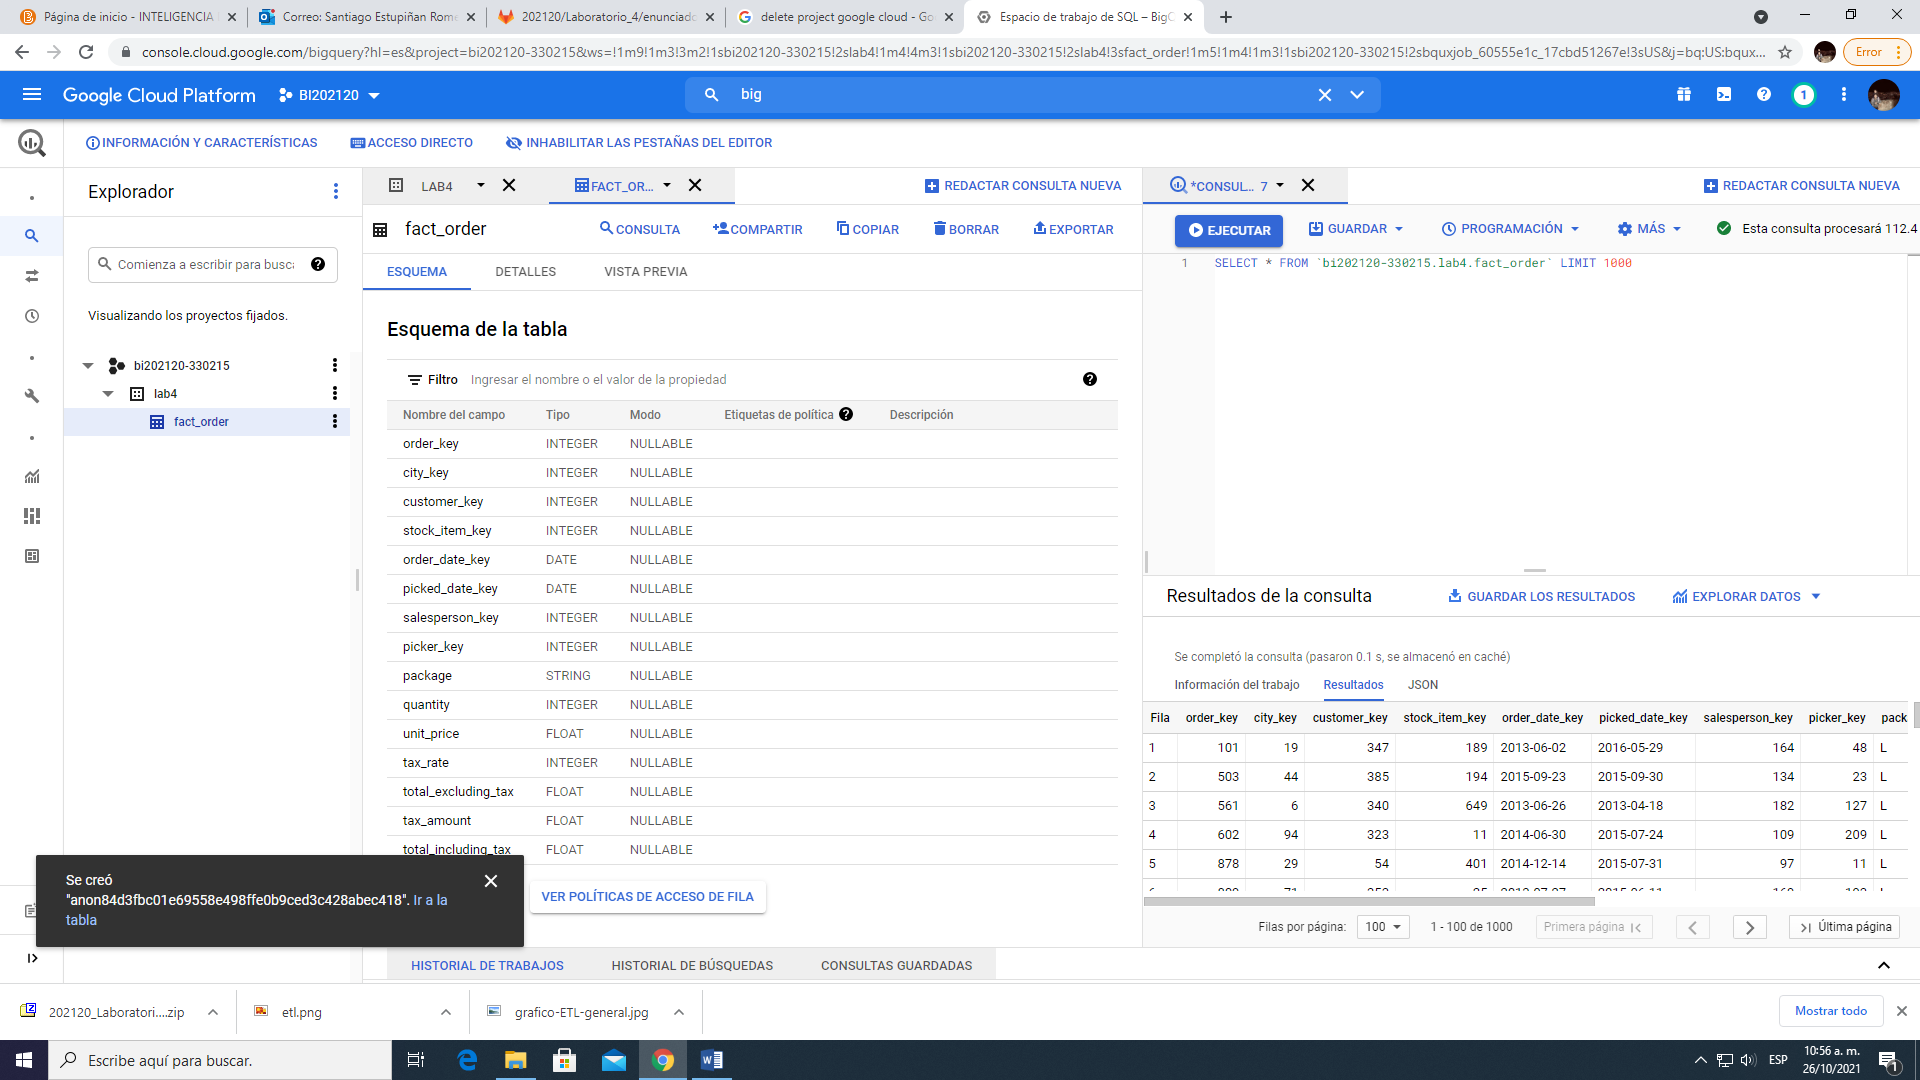 Página de inicio - INTELIGENCIA
Correo: Santiago Estupiñan Rom
202120/Laboratorio_4/enunciado
delete project google cloud - Go
Espacio de trabajo de SQL – BigC
console.cloud.google.com/bigquery?hl=es&project=bi202120-330215&ws=!1m9!1m3!3m2!1sbi202120-330215!2slab4!1m4!4m3!1sbi202120-330215!2slab4!3sfact_order!1m5!1m4!1m3!1sbi202120-330215!2sbquxjob_60555e1c_17cbd51267e!3sUS&j=bq:US:bqux...
Error
Google Cloud Platform
BI202120
big
1
INFORMACIÓN Y CARACTERÍSTICAS
ACCESO DIRECTO
INHABILITAR LAS PESTAÑAS DEL EDITOR
Explorador
Comienza a escribir para busca
Visualizando los proyectos fijados.
bi202120-330215
lab4
fact_order
LAB4
FACT_OR...
REDACTAR CONSULTA NUEVA
fact_order
CONSULTA
COMPARTIR
COPIAR
BORRAR
EXPORTAR
ESQUEMA
DETALLES
VISTA PREVIA
Esquema de la tabla
Filtro Ingresar el nombre o el valor de la propiedad
Nombre del campo Tipo Modo Etiquetas de política Descripción
order_key INTEGER NULLABLE
city_key INTEGER NULLABLE
customer_key INTEGER NULLABLE
stock_item_key INTEGER NULLABLE
order_date_key DATE NULLABLE
picked_date_key DATE NULLABLE
salesperson_key INTEGER NULLABLE
picker_key INTEGER NULLABLE
package STRING NULLABLE
quantity INTEGER NULLABLE
unit_price FLOAT NULLABLE
tax_rate INTEGER NULLABLE
total_excluding_tax FLOAT NULLABLE
tax_amount FLOAT NULLABLE
total_including_tax FLOAT NULLABLE
VER POLÍTICAS DE ACCESO DE FILA
Se creó
"anon84d3fbc01e69558e498ffe0b9ced3c428abec418". Ir a la
tabla
*CONSUL... 7
REDACTAR CONSULTA NUEVA
EJECUTAR
GUARDAR
PROGRAMACIÓN
MÁS
Esta consulta procesará 112.4
1 SELECT * FROM `bi202120-330215.lab4.fact_order` LIMIT 1000
Resultados de la consulta
GUARDAR LOS RESULTADOS
EXPLORAR DATOS
Se completó la consulta (pasaron 0.1 s, se almacenó en caché)
Información del trabajo
Resultados
JSON
Fila order_key city_key customer_key stock_item_key order_date_key picked_date_key salesperson_key picker_key pack
1 101 19 347 189 2013-06-02 2016-05-29 164 48 L
2 503 44 385 194 2015-09-23 2015-09-30 134 23 L
3 561 6 340 649 2013-06-26 2013-04-18 182 127 L
4 602 94 323 11 2014-06-30 2015-07-24 109 209 L
5 878 29 54 401 2014-12-14 2015-07-31 97 11 L
Filas por página: 100 1 - 100 de 1000 Primera página Última página
HISTORIAL DE TRABAJOS
HISTORIAL DE BÚSQUEDAS
CONSULTAS GUARDADAS
202120_Laboratori....zip
etl.png
grafico-ETL-general.jpg
Mostrar todo
Escribe aquí para buscar.
ESP
10:56 a. m.
26/10/2021
1